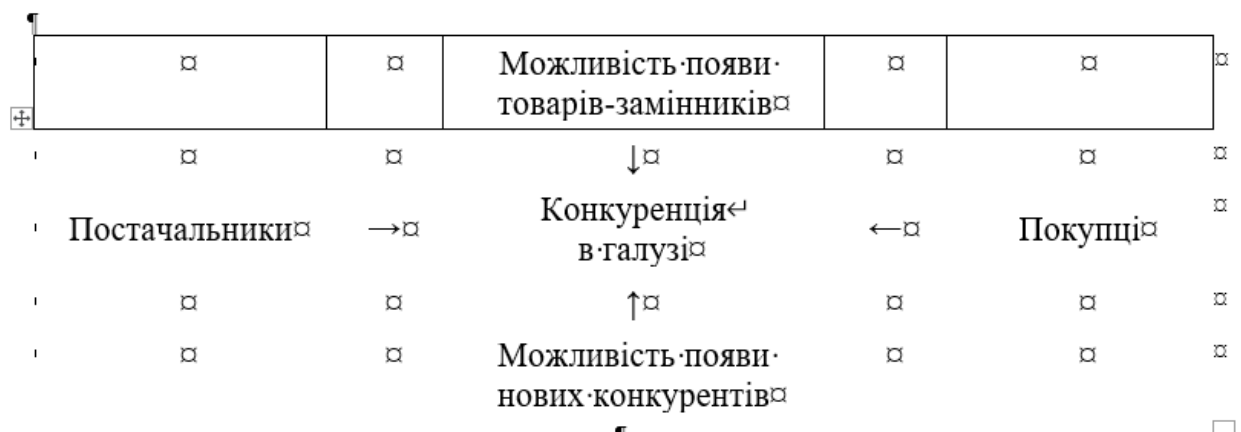 Можливість появи
товарів-замінників
↓
Постачальники → Конкуренція ← Покупці
в галузі
↑
Можливість появи
нових конкурентів